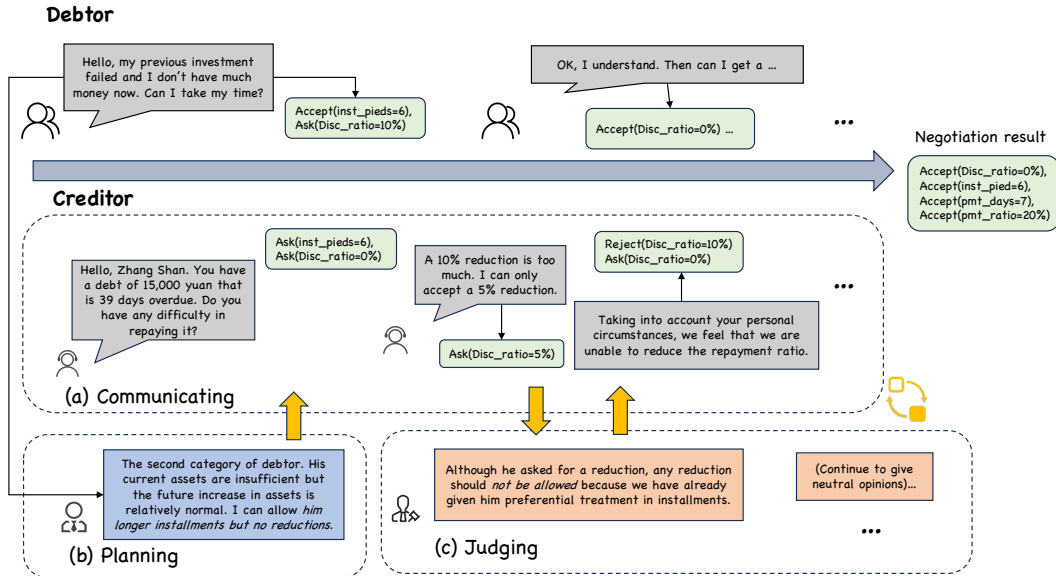 Debtor
Hello, my previous investment
failed and I don't have much
money now. Can I take my time?
Accept(inst_pieds=6),
Ask(Disc_ratio=10%)
OK, I understand. Then can I get a ...
Accept(Disc_ratio=0%) ...
...
Negotiation result
Accept(Disc_ratio=0%),
Accept(inst_pied=6),
Accept(pmt_days=7),
Accept(pmt_ratio=20%)
Creditor
Hello, Zhang Shan. You have
a debt of 15,000 yuan that
is 39 days overdue. Do you
have any difficulty in
repaying it?
Ask(inst_pieds=6),
Ask(Disc_ratio=0%)
A 10% reduction is too
much. I can only
accept a 5% reduction.
Ask(Disc_ratio=5%)
Reject(Disc_ratio=10%)
Ask(Disc_ratio=0%)
Taking into account your personal
circumstances, we feel that we are
unable to reduce the repayment ratio.
...
(a) Communicating
The second category of debtor. His
current assets are insufficient but
the future increase in assets is
relatively normal. I can allow him
longer installments but no reductions.
(b) Planning
Although he asked for a reduction, any reduction
should not be allowed because we have already
given him preferential treatment in installments.
(Continue to give
neutral opinions)...
...
(c) Judging